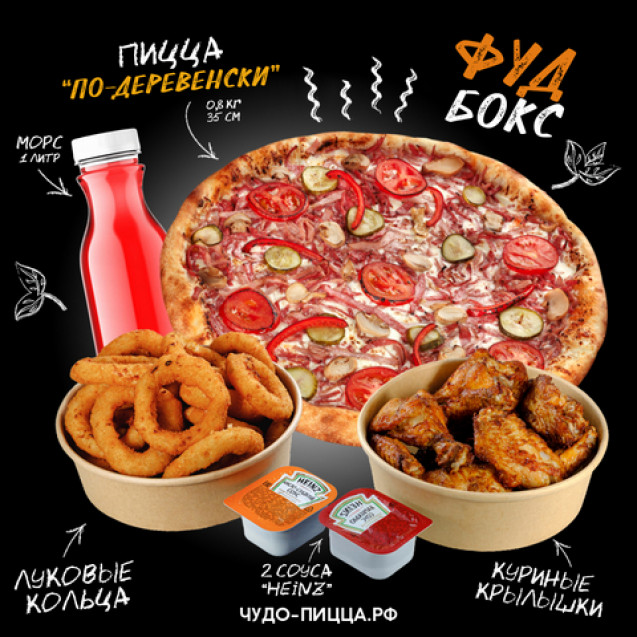 ПИЦЦА
"ПО-ДЕРЕВЕНСКИ"
0,8 КГ
35 СМ
ФУД
БОКС
МОРС
1 ЛИТР
HEINZ
HEINZ
ЛУКОВЫЕ
КОЛЬЦА
2 СОУСА
"HEINZ"
КУРИНЫЕ
КРЫЛЫШКИ
ЧУДО-ПИЦЦА.РФ